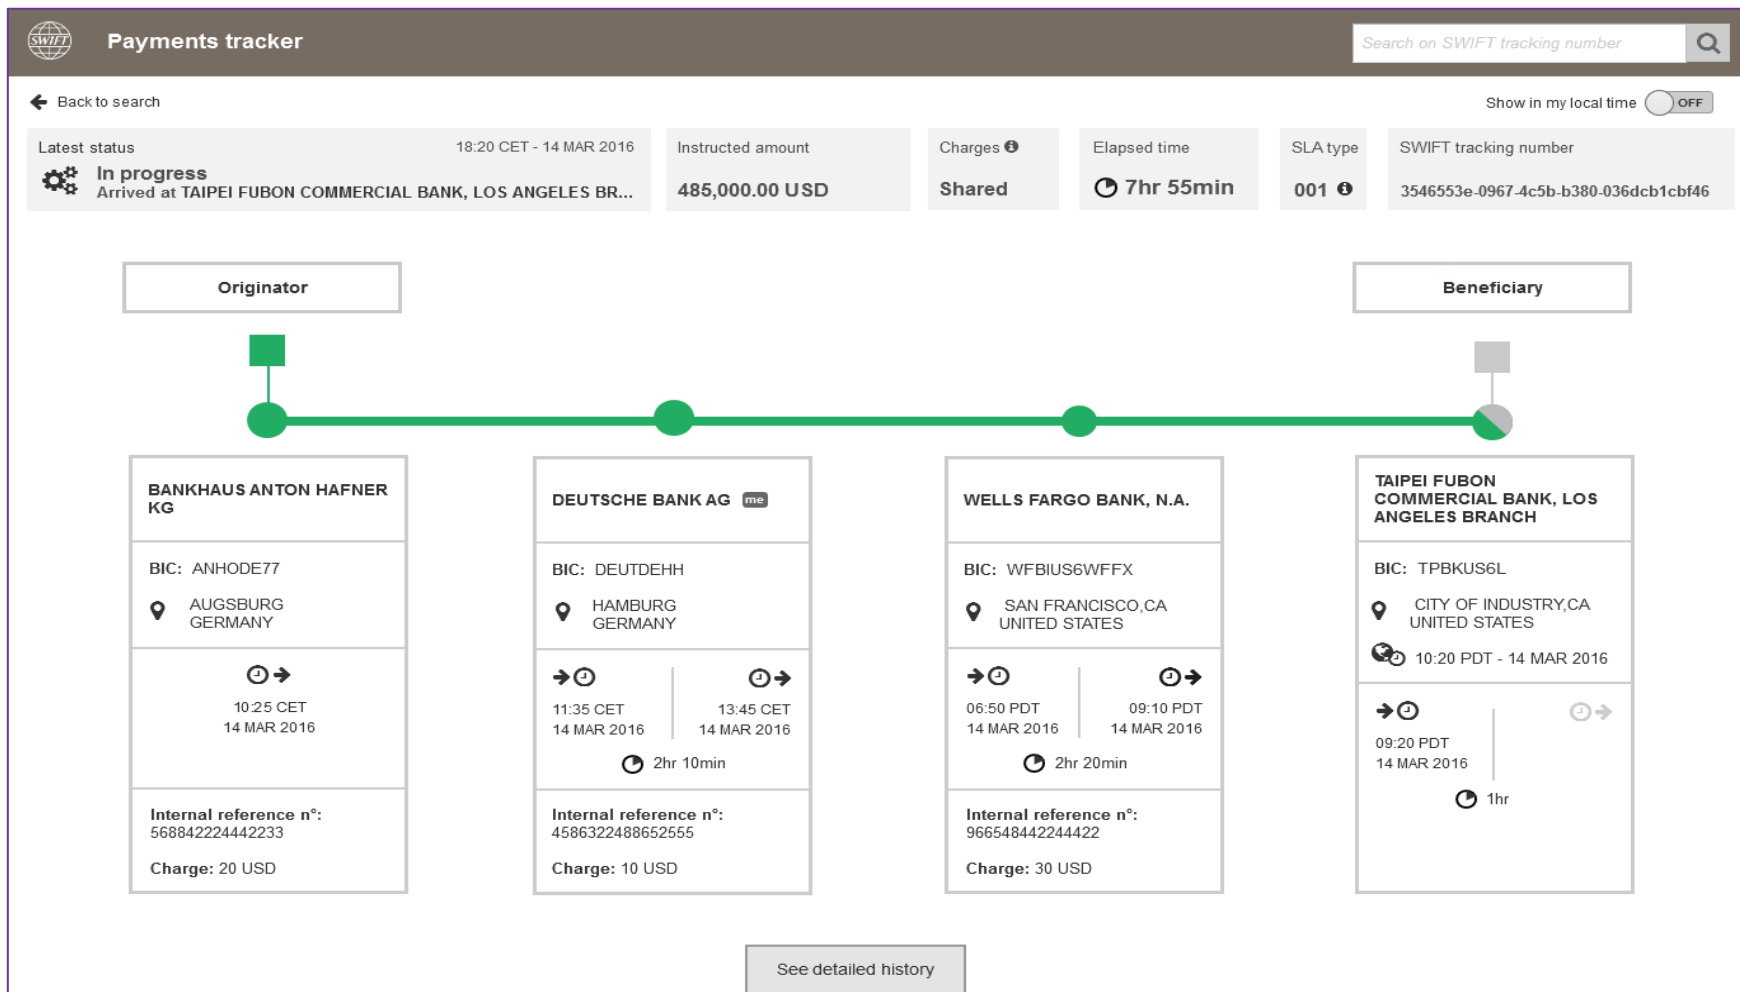 SWIFT
Payments tracker
Search on SWIFT tracking number
Back to search
Show in my local time
OFF
Latest status
18:20 CET - 14 MAR 2016
In progress
Arrived at TAIPEI FUBON COMMERCIAL BANK, LOS ANGELES BR...
Instructed amount
485,000.00 USD
Charges
Shared
Elapsed time
7hr 55min
SLA type
001
SWIFT tracking number
3546553e-0967-4c5b-b380-036dcb1cbf46
Originator
Beneficiary
BANKHAUS ANTON HAFNER
KG
BIC: ANHODE77
AUGSBURG
GERMANY
10:25 CET
14 MAR 2016
Internal reference n°:
568842224442233
Charge: 20 USD
DEUTSCHE BANK AG me
BIC: DEUTDEHH
HAMBURG
GERMANY
11:35 CET
14 MAR 2016
13:45 CET
14 MAR 2016
2hr 10min
Internal reference n°:
4586322488652555
Charge: 10 USD
WELLS FARGO BANK, N.A.
BIC: WFBIUS6WFFX
SAN FRANCISCO,CA
UNITED STATES
06:50 PDT
14 MAR 2016
09:10 PDT
14 MAR 2016
2hr 20min
Internal reference n°:
966548442244422
Charge: 30 USD
TAIPEI FUBON
COMMERCIAL BANK, LOS
ANGELES BRANCH
BIC: TPBKUS6L
CITY OF INDUSTRY,CA
UNITED STATES
10:20 PDT - 14 MAR 2016
09:20 PDT
14 MAR 2016
1hr
See detailed history